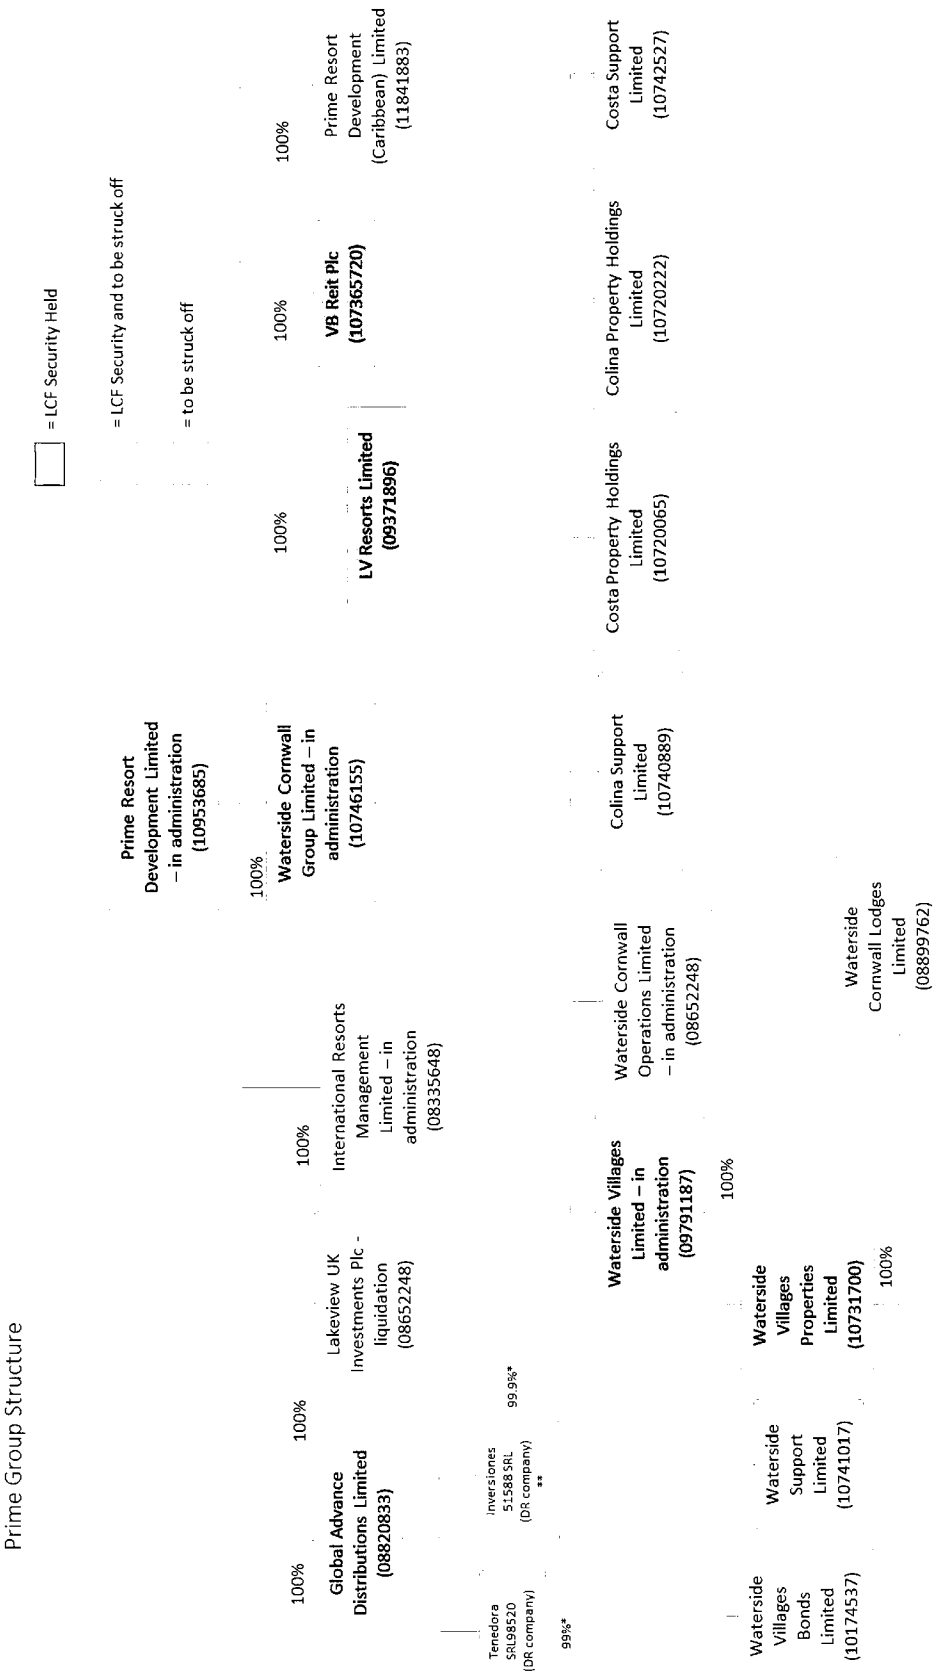 Prime Group Structure
= LCF Security Held
= LCF Security and to be struck off
= to be struck off
Prime Resort
Development Limited
– in administration
(10953685)
100%
100%
100%
100%
100%
100%
100%
Global Advance
Distributions Limited
(08820833)
Lakeview UK
Investments Plc -
liquidation
(08652248)
International Resorts
Management
Limited – in
administration
(08335648)
Waterside Cornwall
Group Limited – in
administration
(10746155)
LV Resorts Limited
(09371896)
VB Reit Plc
(107365720)
Prime Resort
Development
(Caribbean) Limited
(11841883)
Tenedora
SRL98520
(DR company)
99%*
Inversiones
51588 SRL
(DR company)
**
99.9%*
Waterside Villages
Limited – in
administration
(09791187)
Waterside Cornwall
Operations Limited
– in administration
(08652248)
Colina Support
Limited
(10740889)
Costa Property Holdings
Limited
(10720065)
Colina Property Holdings
Limited
(10720222)
Costa Support
Limited
(10742527)
100%
Waterside
Villages
Bonds
Limited
(10174537)
Waterside
Support
Limited
(10741017)
Waterside
Villages
Properties
Limited
(10731700)
100%
Waterside
Cornwall Lodges
Limited
(08899762)